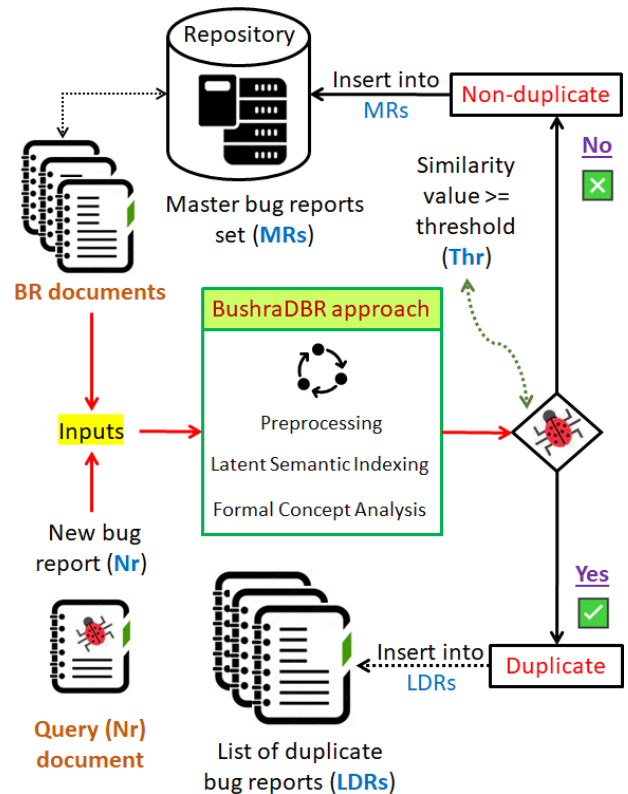 Repository
Insert into
MRs
Non-duplicate
No
Master bug reports
set (MRs)
Similarity
value >=
threshold
(Thr)
BR documents
BushraDBR approach
Preprocessing
Latent Semantic Indexing
Formal Concept Analysis
Inputs
New bug
report (Nr)
Query (Nr)
document
Yes
Insert into
LDRs
Duplicate
List of duplicate
bug reports (LDRs)